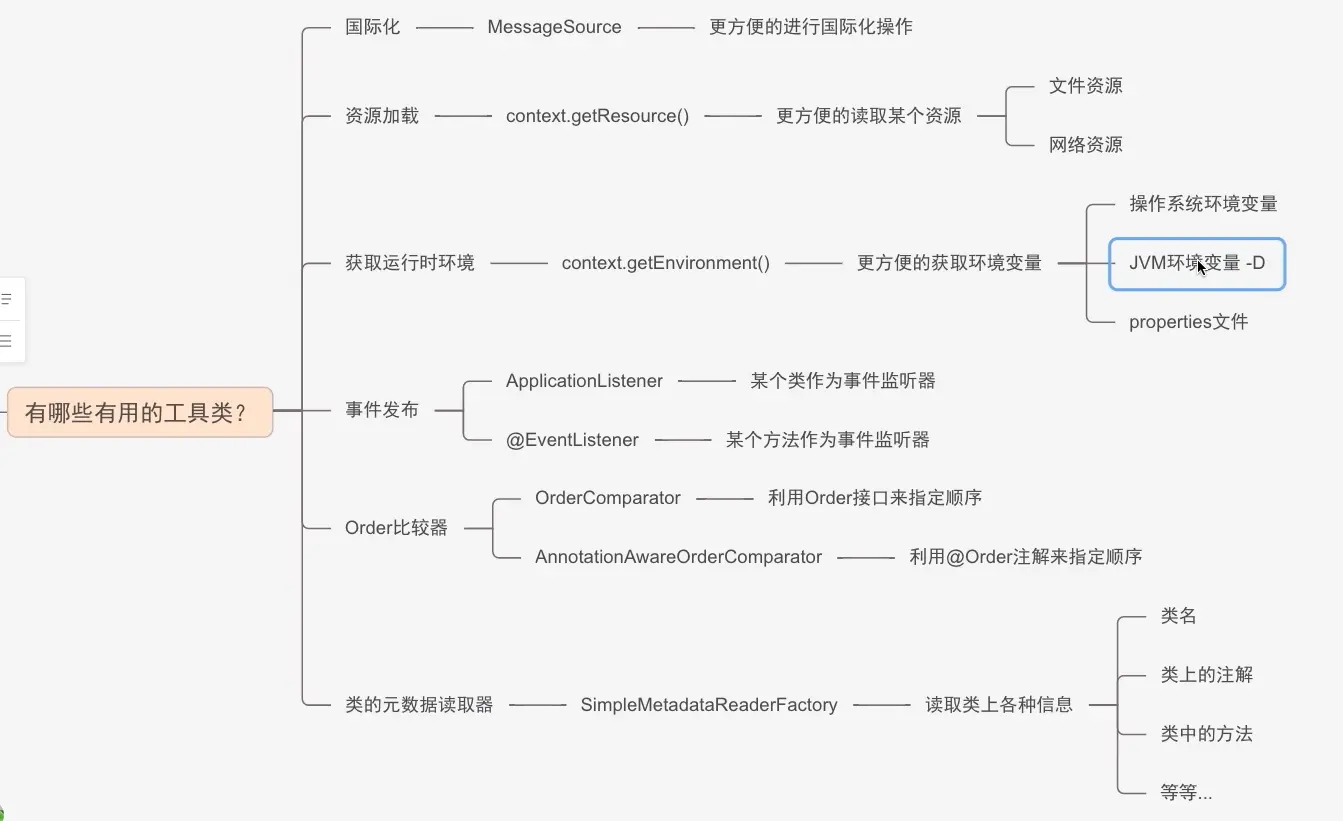 国际化 MessageSource 更方便的进行国际化操作
文件资源
资源加载 context.getResource() 更方便的读取某个资源
网络资源
操作系统环境变量
获取运行时环境 context.getEnvironment() 更方便的获取环境变量 JVM环境变量 -D
properties文件
ApplicationListener 某个类作为事件监听器
有哪些有用的工具类？ 事件发布
@EventListener 某个方法作为事件监听器
OrderComparator 利用Order接口来指定顺序
Order比较器
AnnotationAwareOrderComparator 利用@Order注解来指定顺序
类名
类上的注解
类的元数据读取器 SimpleMetadataReaderFactory 读取类上各种信息
类中的方法
等等...